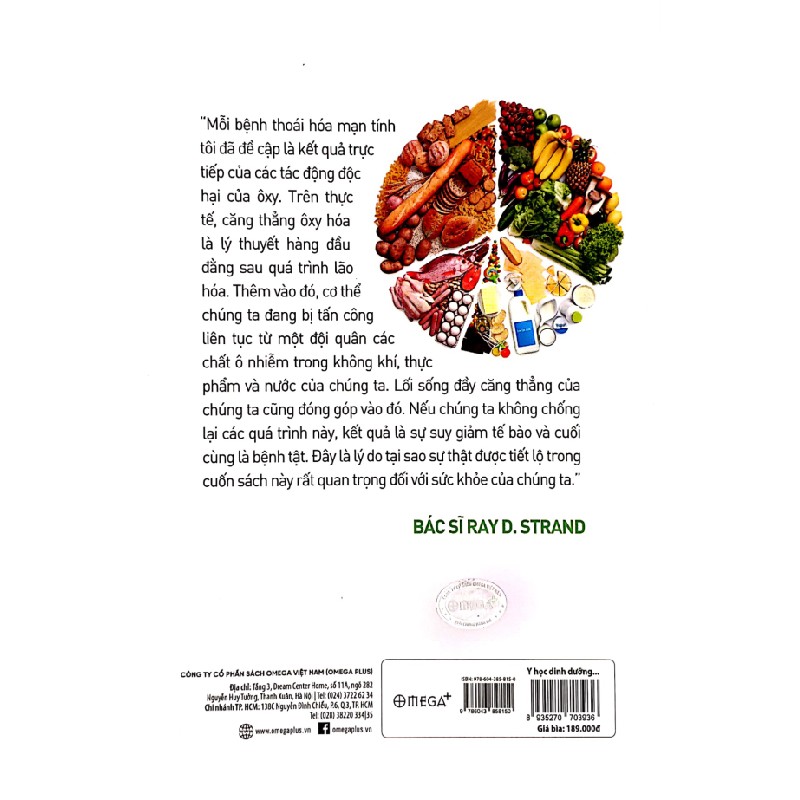 “Mỗi bệnh thoái hóa mạn tính
tôi đã đề cập là kết quả trực
tiếp của các tác động độc
hại của ôxy. Trên thực
tế, căng thẳng ôxy hóa
là lý thuyết hàng đầu
đằng sau quá trình lão
hóa. Thêm vào đó, cơ thể
chúng ta đang bị tấn công
liên tục từ một đội quân các
chất ô nhiễm trong không khí, thực
phẩm và nước của chúng ta. Lối sống đầy căng thẳng của
chúng ta cũng đóng góp vào đó. Nếu chúng ta không chống
lại các quá trình này, kết quả là sự suy giảm tế bào và cuối
cùng là bệnh tật. Đây là lý do tại sao sự thật được tiết lộ trong
cuốn sách này rất quan trọng đối với sức khỏe của chúng ta.”
BÁC SĨ RAY D. STRAND
CÔNG TY CỔ PHẦN SÁCH OMEGA VIỆT NAM (OMEGA PLUS)
Địa chỉ: Tầng 3, Dream Center Home, số 11A, ngõ 282
Nguyễn Huy Tưởng, Thanh Xuân, Hà Nội | Tel: (024) 3722 62 34
Chi nhánh TP. HCM: 138C Nguyễn Đình Chiểu, P.6, Q.3, TP. HCM
Tel: (028) 38220 334|35
www.omegaplus.vn omegaplus.vn
OMEGA+
Y học dinh dưỡng...
8 935270 703936
Giá bìa: 189.000đ